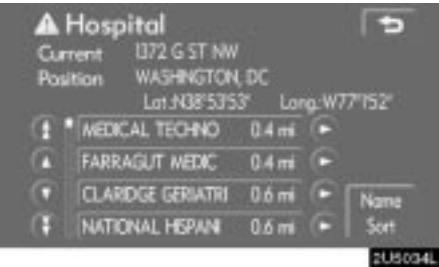 Hospital
Current 1372 G ST NW
Position WASHINGTON, DC
Lat:N38°53'53" Long:W77°1'52"
MEDICAL TECHNO 0.4 mi
FARRAGUT MEDIC 0.4 mi
CLARIDGE GERIATRI 0.6 mi
NATIONAL HISPANI 0.6 mi
Name
Sort
2U5034L